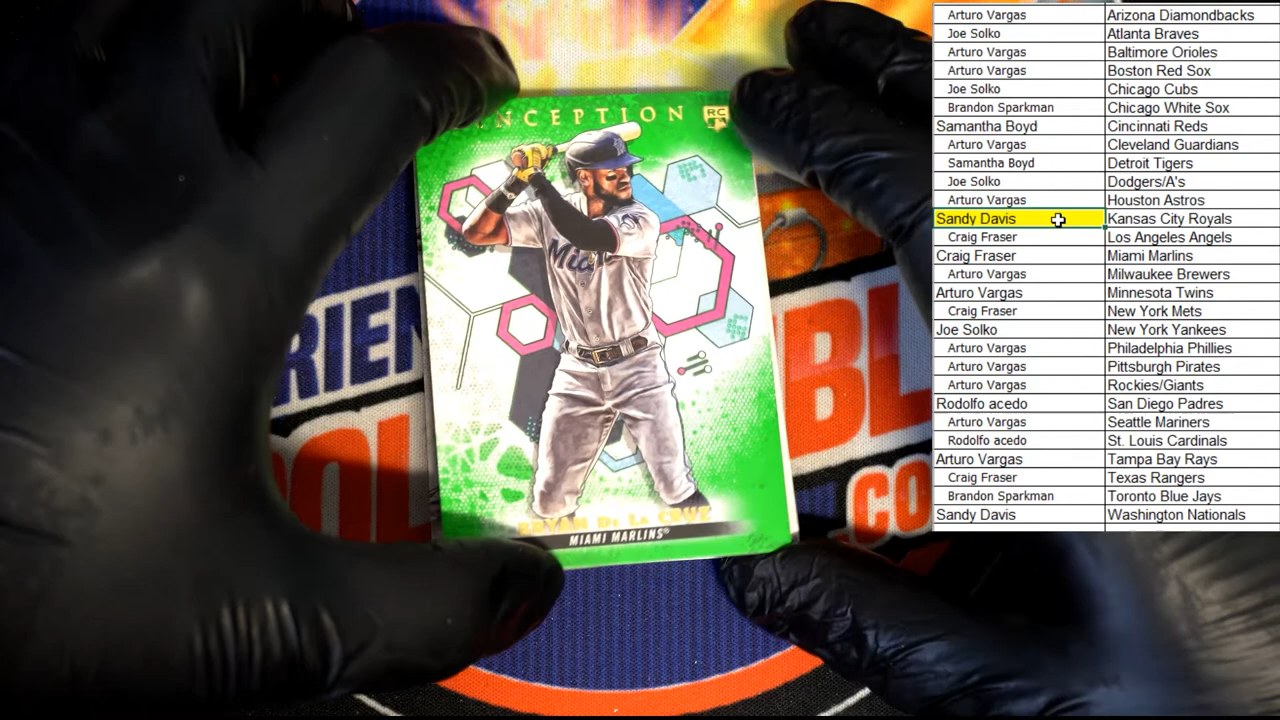 INCEPTION RC
Miami
BRYAN DE LA CRUZ
MIAMI MARLINS®
FRIEN
BL
CO
Arturo Vargas Arizona Diamondbacks
Joe Solko Atlanta Braves
Arturo Vargas Baltimore Orioles
Arturo Vargas Boston Red Sox
Joe Solko Chicago Cubs
Brandon Sparkman Chicago White Sox
Samantha Boyd Cincinnati Reds
Arturo Vargas Cleveland Guardians
Samantha Boyd Detroit Tigers
Joe Solko Dodgers/A's
Arturo Vargas Houston Astros
Sandy Davis Kansas City Royals
Craig Fraser Los Angeles Angels
Craig Fraser Miami Marlins
Arturo Vargas Milwaukee Brewers
Arturo Vargas Minnesota Twins
Craig Fraser New York Mets
Joe Solko New York Yankees
Arturo Vargas Philadelphia Phillies
Arturo Vargas Pittsburgh Pirates
Arturo Vargas Rockies/Giants
Rodolfo acedo San Diego Padres
Arturo Vargas Seattle Mariners
Rodolfo acedo St. Louis Cardinals
Arturo Vargas Tampa Bay Rays
Craig Fraser Texas Rangers
Brandon Sparkman Toronto Blue Jays
Sandy Davis Washington Nationals